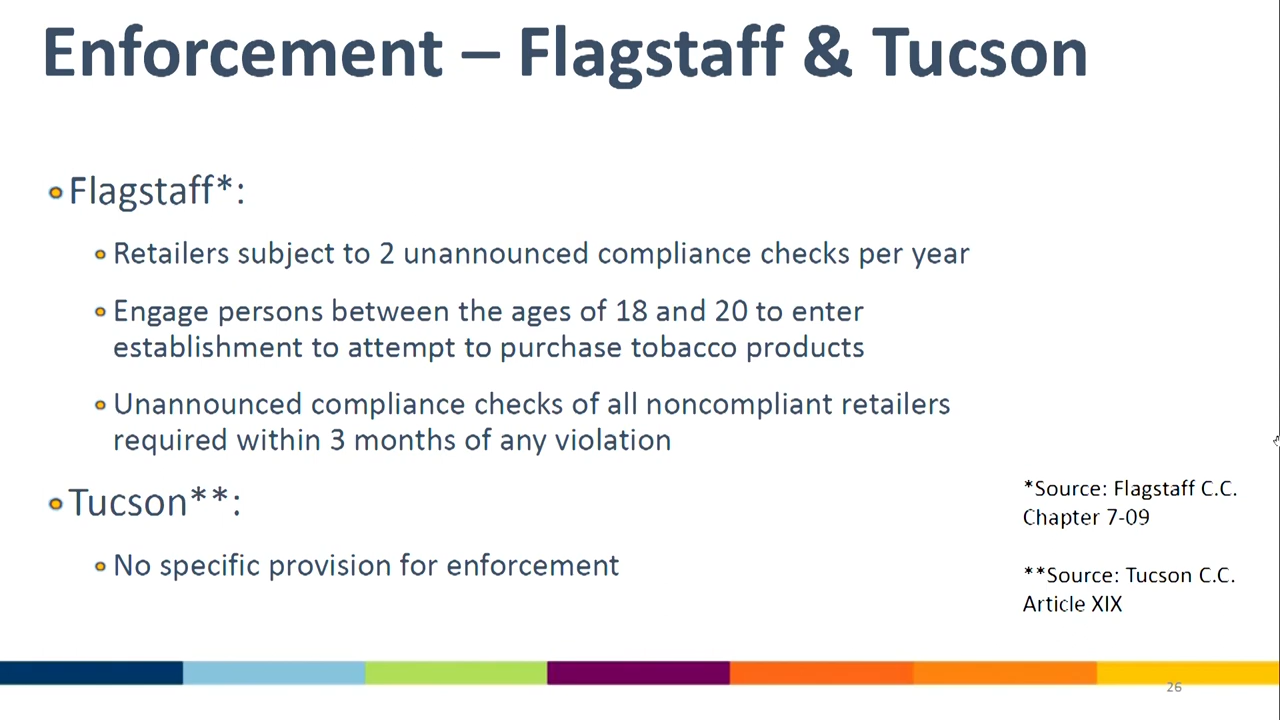 Enforcement – Flagstaff & Tucson
Flagstaff*:
Retailers subject to 2 unannounced compliance checks per year
Engage persons between the ages of 18 and 20 to enter
establishment to attempt to purchase tobacco products
Unannounced compliance checks of all noncompliant retailers
required within 3 months of any violation
Tucson**:
No specific provision for enforcement
*Source: Flagstaff C.C.
Chapter 7-09
**Source: Tucson C.C.
Article XIX
26